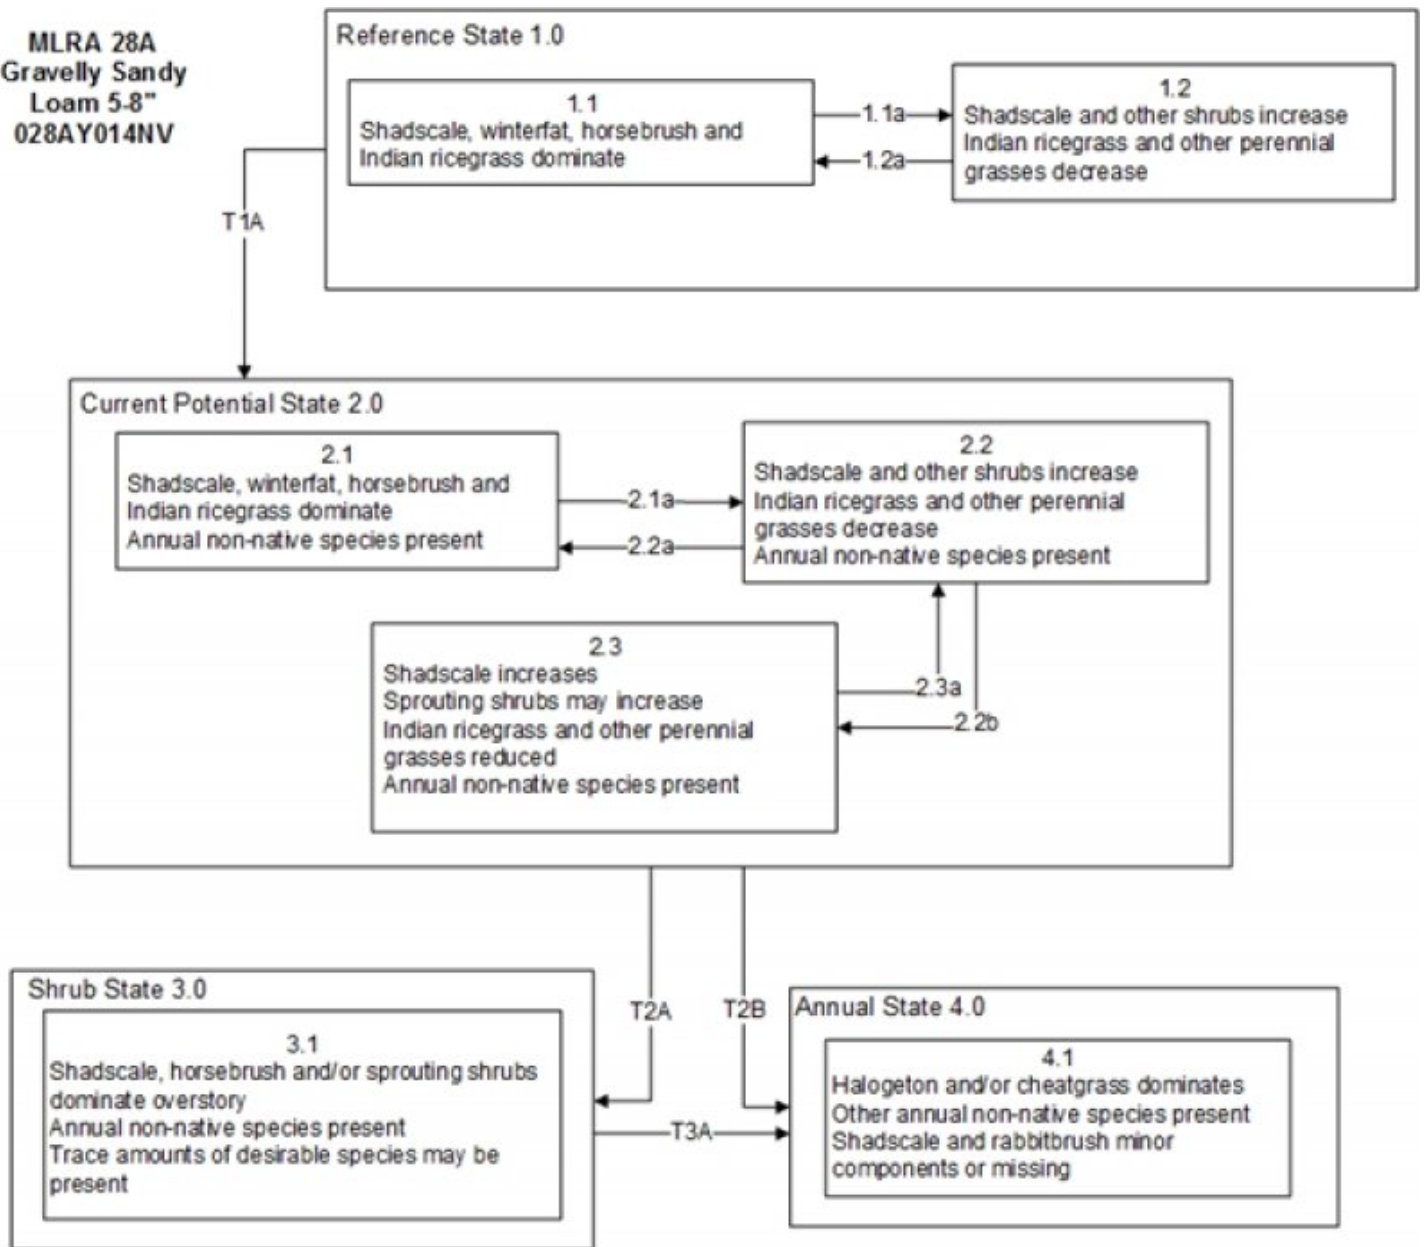 MLRA 28A
Gravelly Sandy
Loam 5-8"
028AY014NV
Reference State 1.0
1.1
Shadscale, winterfat, horsebrush and
Indian ricegrass dominate
1.1a
1.2a
1.2
Shadscale and other shrubs increase
Indian ricegrass and other perennial
grasses decrease
T1A
Current Potential State 2.0
2.1
Shadscale, winterfat, horsebrush and
Indian ricegrass dominate
Annual non-native species present
2.1a
2.2a
2.2
Shadscale and other shrubs increase
Indian ricegrass and other perennial
grasses decrease
Annual non-native species present
2.3
Shadscale increases
Sprouting shrubs may increase
Indian ricegrass and other perennial
grasses reduced
Annual non-native species present
2.3a
2.2b
T2A
T2B
Shrub State 3.0
3.1
Shadscale, horsebrush and/or sprouting shrubs
dominate overstory
Annual non-native species present
Trace amounts of desirable species may be
present
T3A
Annual State 4.0
4.1
Halogeton and/or cheatgrass dominates
Other annual non-native species present
Shadscale and rabbitbrush minor
components or missing